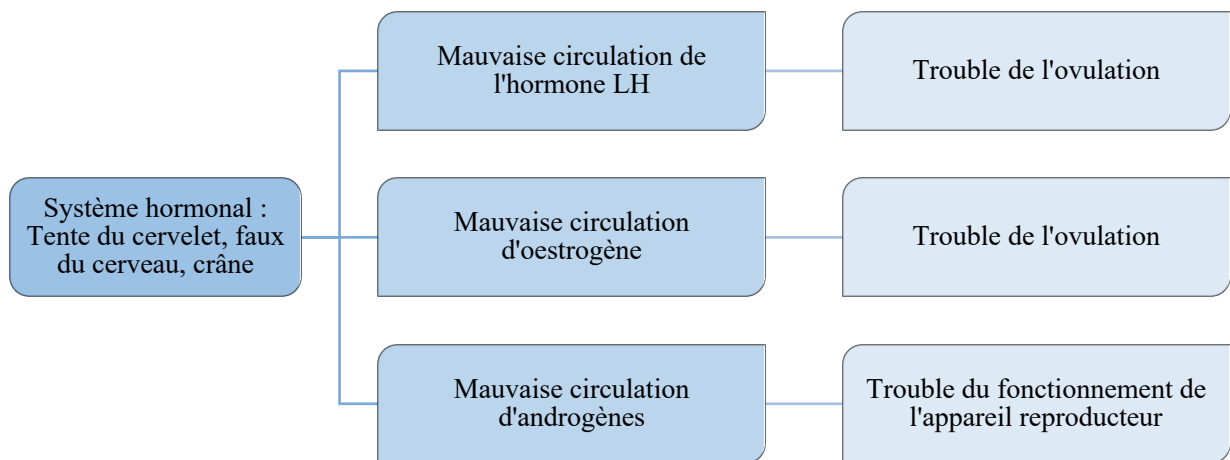 Système hormonal :
Tente du cervelet, faux
du cerveau, crâne
Mauvaise circulation de
l'hormone LH
Trouble de l'ovulation
Mauvaise circulation
d'oestrogène
Trouble de l'ovulation
Mauvaise circulation
d'androgènes
Trouble du fonctionnement de
l'appareil reproducteur